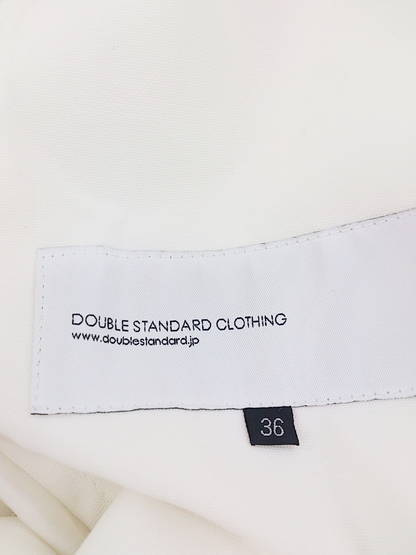 DOUBLE STANDARD CLOTHING
www.doublestandard.jp
36